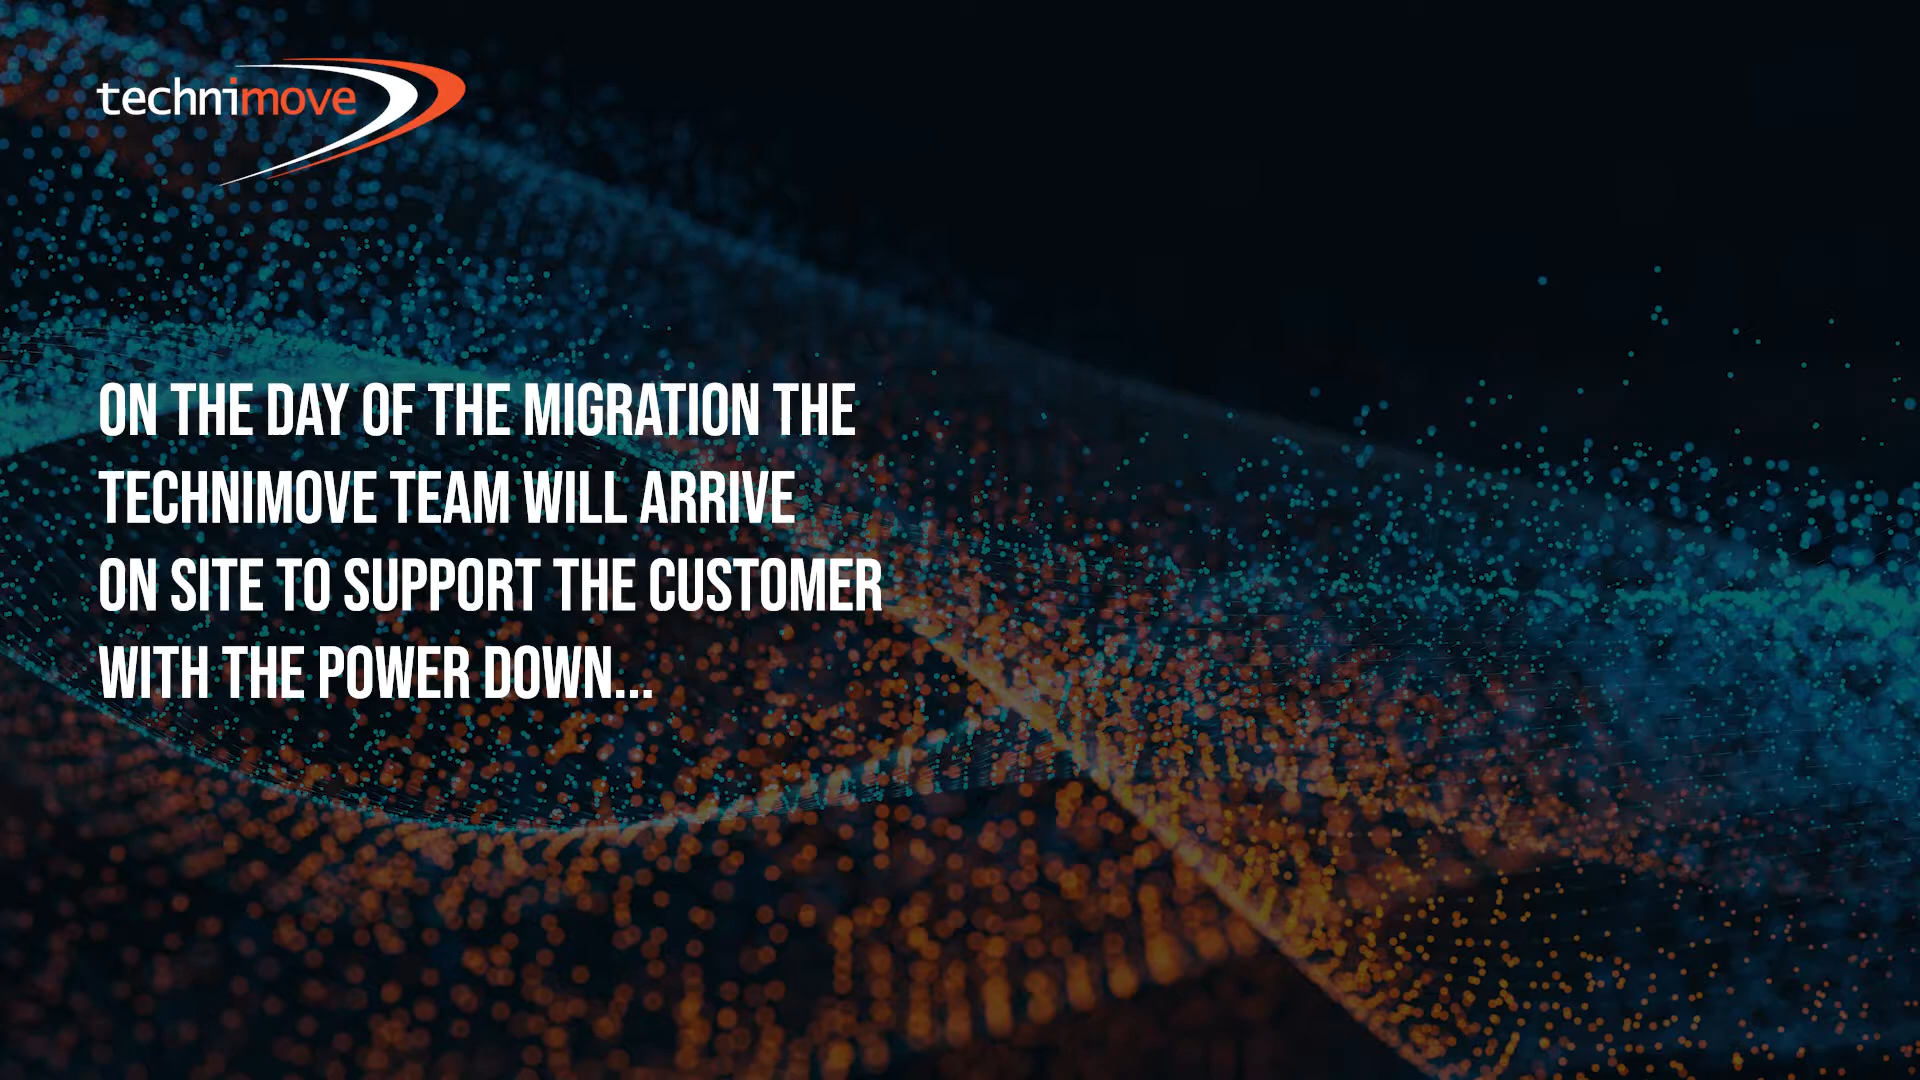 technimove
ON THE DAY OF THE MIGRATION THE
TECHNIMOVE TEAM WILL ARRIVE
ON SITE TO SUPPORT THE CUSTOMER
WITH THE POWER DOWN...